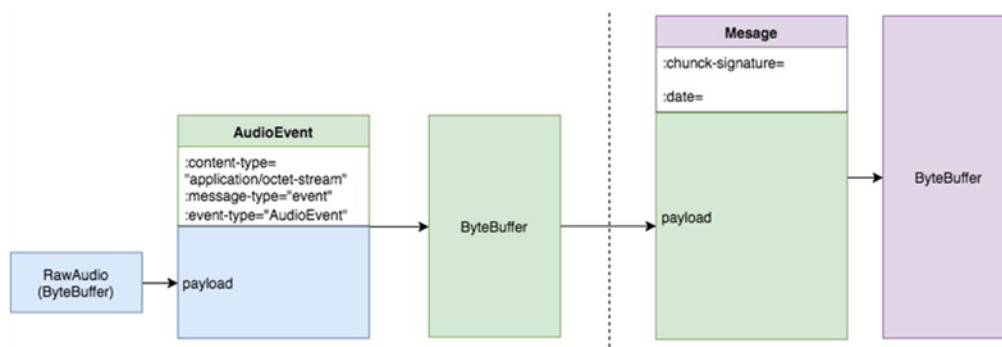 RawAudio
(ByteBuffer)
AudioEvent
:content-type=
"application/octet-stream"
:message-type="event"
:event-type="AudioEvent"
payload
ByteBuffer
Mesage
:chunck-signature=
:date=
payload
ByteBuffer